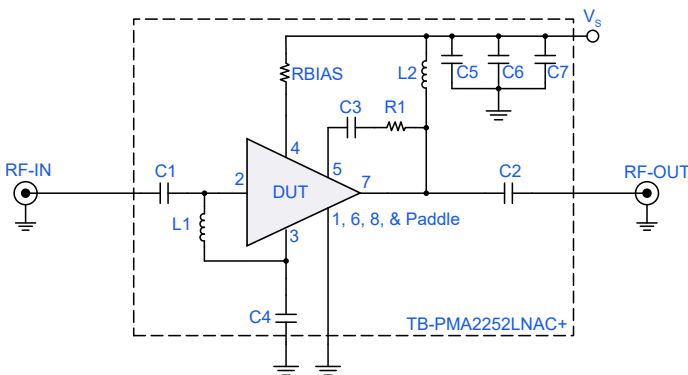 Vs
RBIAS
L2
C5
C6
C7
C3
R1
4
5
RF-IN
C1
2
DUT
7
C2
RF-OUT
L1
3
1, 6, 8, & Paddle
C4
TB-PMA2252LNAC+